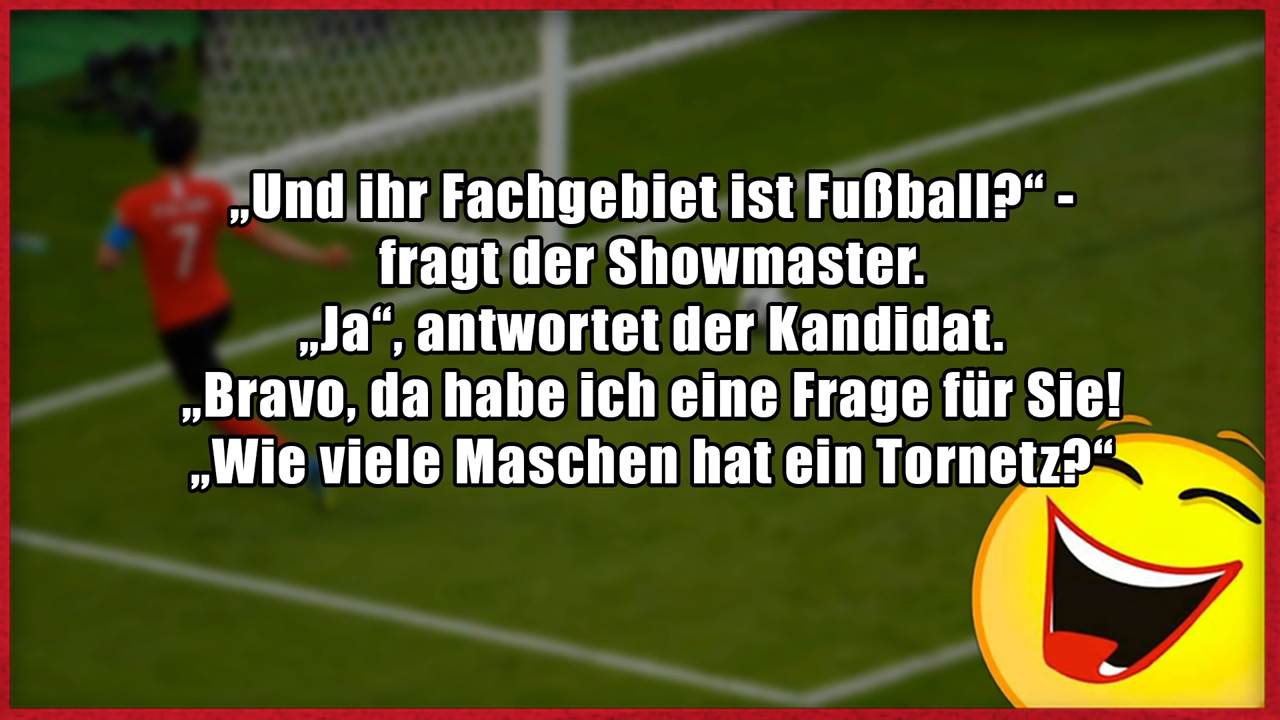 „Und ihr Fachgebiet ist Fußball?“ -
fragt der Showmaster.
„Ja“, antwortet der Kandidat.
„Bravo, da habe ich eine Frage für Sie!
„Wie viele Maschen hat ein Tornetz?“
7